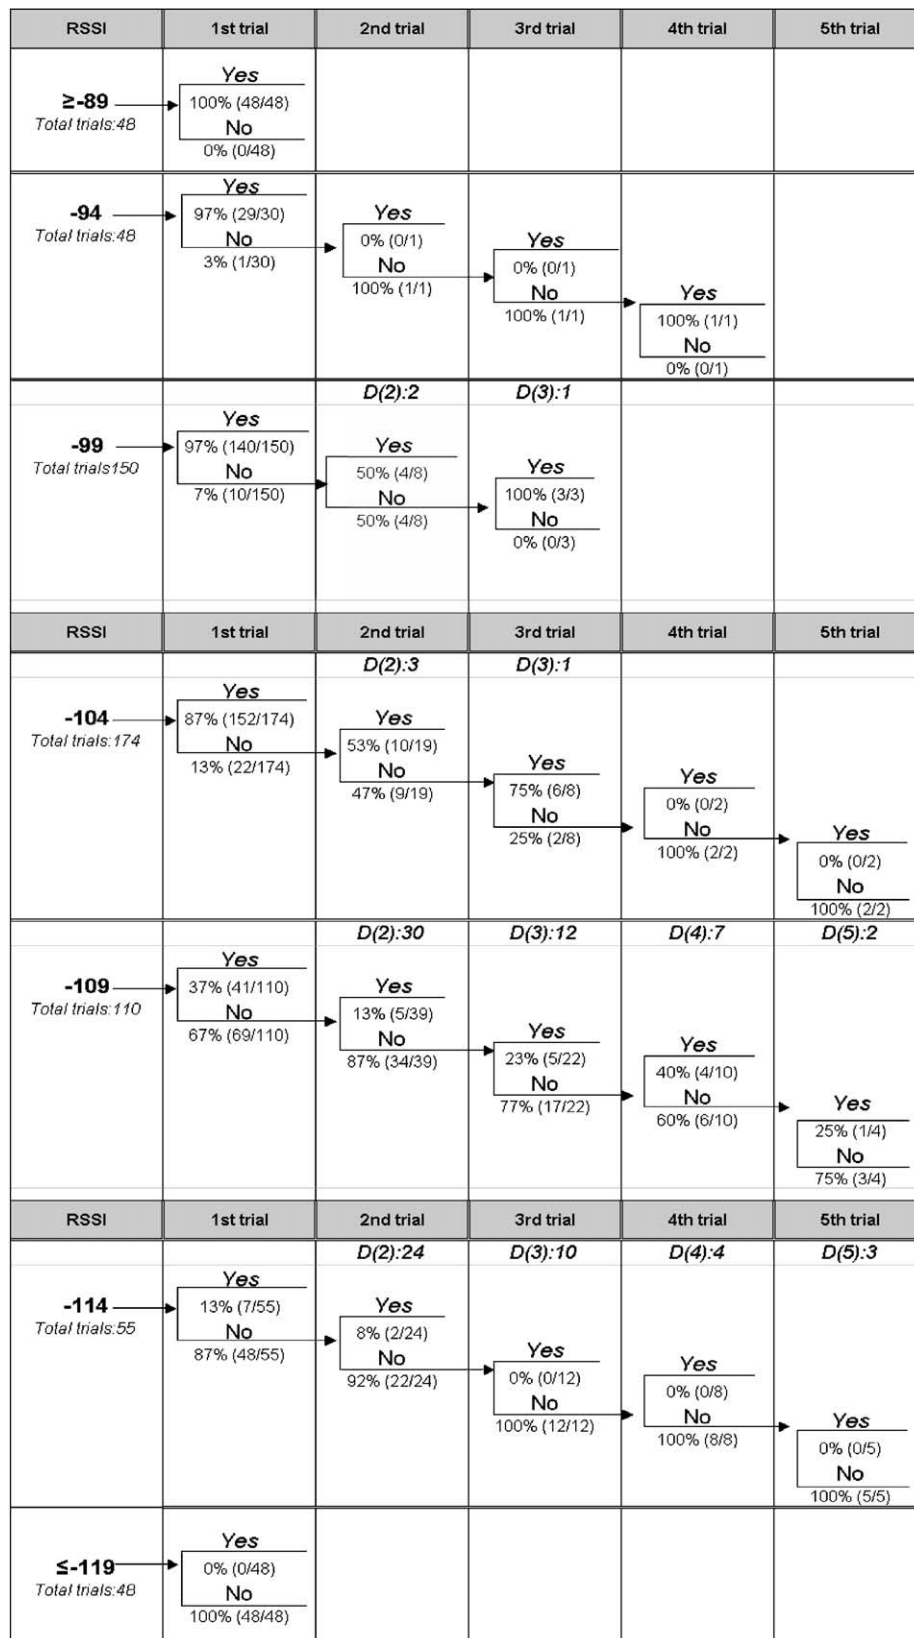 RSSI 1st trial 2nd trial 3rd trial 4th trial 5th trial
Yes
≥-89 100% (48/48)
Total trials:48 No
0% (0/48)
Yes
-94 97% (29/30) Yes
Total trials:48 No 0% (0/1) Yes
3% (1/30) No 0% (0/1)
100% (1/1) No Yes
100% (1/1) 100% (1/1)
No
0% (0/1)
D(2):2 D(3):1
Yes
-99 97% (140/150) Yes
Total trials150 No 50% (4/8) Yes
7% (10/150) No 100% (3/3)
50% (4/8) No
0% (0/3)
RSSI 1st trial 2nd trial 3rd trial 4th trial 5th trial
D(2):3 D(3):1
Yes
-104 87% (152/174) Yes
Total trials:174 No 53% (10/19)
13% (22/174) No Yes Yes
47% (9/19) 75% (6/8) 0% (0/2)
No No Yes
25% (2/8) 100% (2/2) 0% (0/2)
No
100% (2/2)
D(2):30 D(3):12 D(4):7 D(5):2
Yes
-109 37% (41/110) Yes
Total trials:110 No 13% (5/39)
67% (69/110) No Yes Yes
87% (34/39) 23% (5/22) 40% (4/10)
No No Yes
77% (17/22) 60% (6/10) 25% (1/4)
No
75% (3/4)
RSSI 1st trial 2nd trial 3rd trial 4th trial 5th trial
D(2):24 D(3):10 D(4):4 D(5):3
Yes
-114 13% (7/55) Yes
Total trials:55 No 8% (2/24)
87% (48/55) No Yes Yes
92% (22/24) 0% (0/12) 0% (0/8)
No No Yes
100% (12/12) 100% (8/8) 0% (0/5)
No
100% (5/5)
Yes
≤-119 0% (0/48)
Total trials:48 No
100% (48/48)